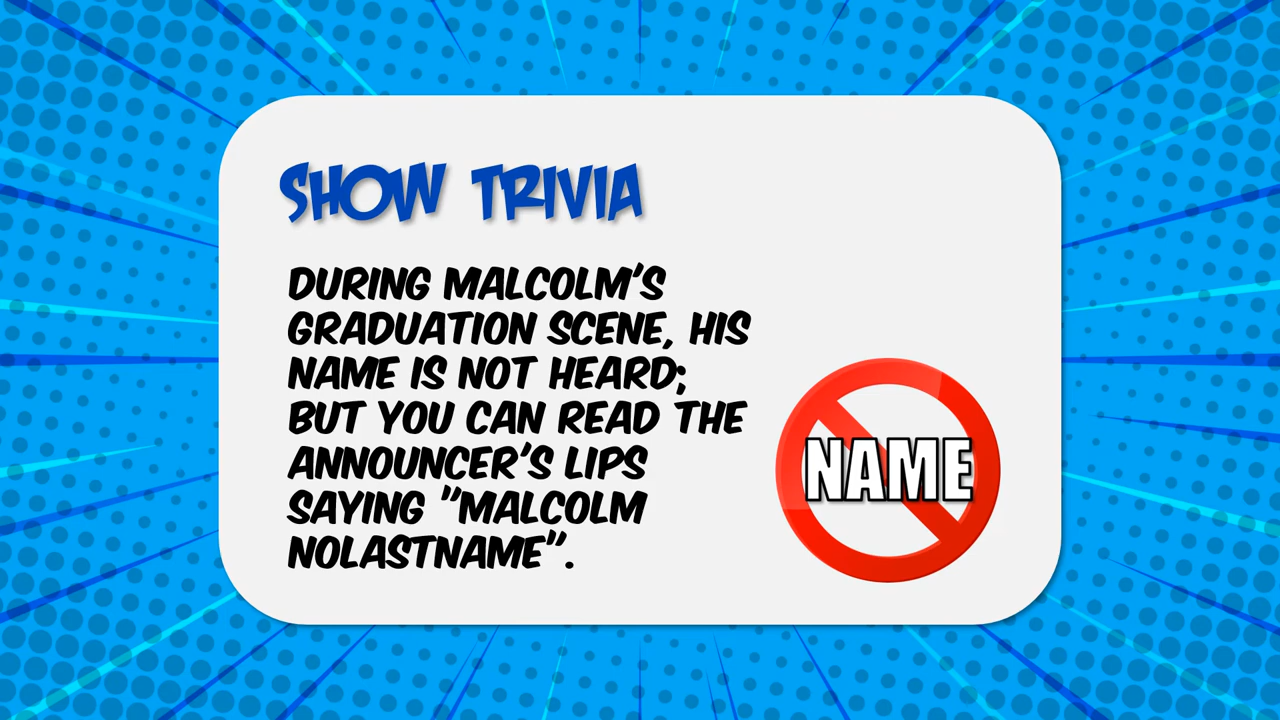 SHOW TRIVIA
DURING MALCOLM'S
GRADUATION SCENE, HIS
NAME IS NOT HEARD;
BUT YOU CAN READ THE
ANNOUNCER'S LIPS
SAYING "MALCOLM
NOLASTNAME".
NAME